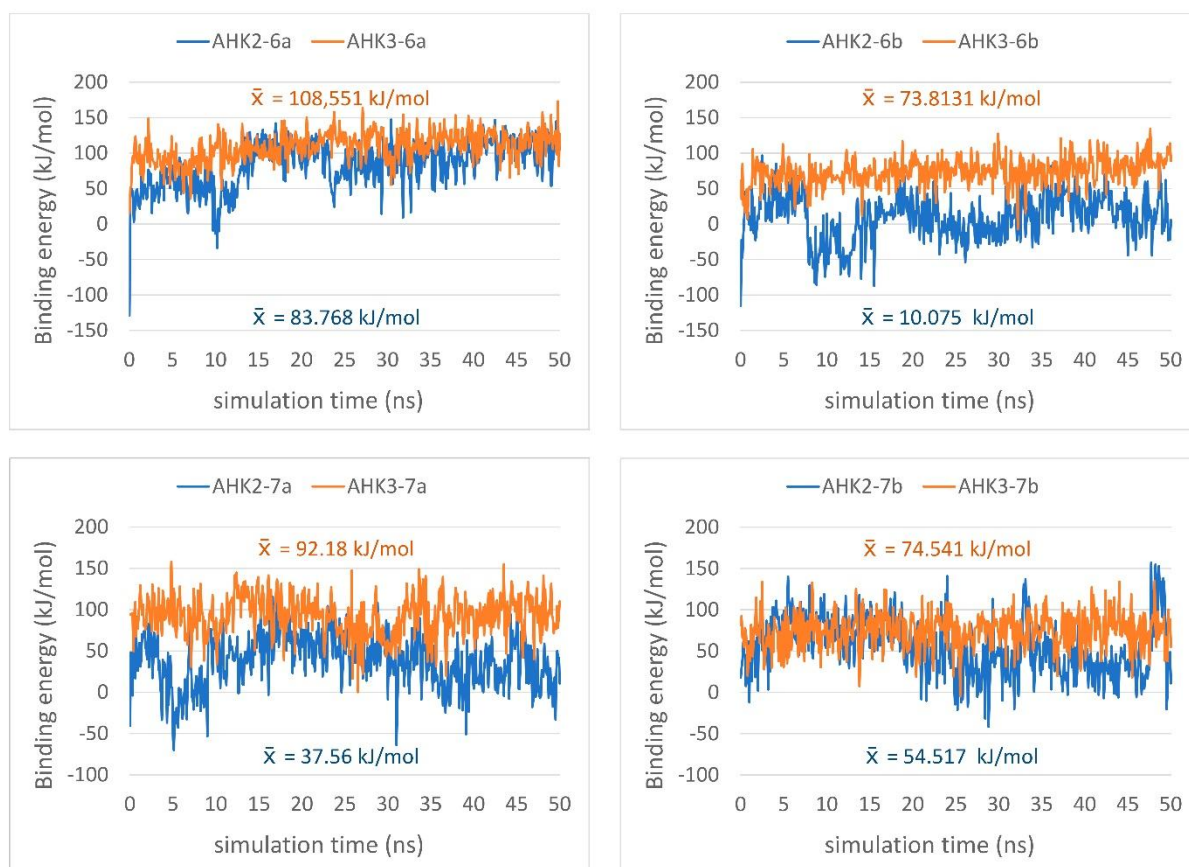 AHK2-6a AHK3-6a
Binding energy (kJ/mol)
200
150
100
50
0
-50
-100
-150
x̄ = 108,551 kJ/mol
x̄ = 83.768 kJ/mol
0 5 10 15 20 25 30 35 40 45 50
simulation time (ns)
AHK2-6b AHK3-6b
Binding energy (kJ/mol)
200
150
100
50
0
-50
-100
-150
x̄ = 73.8131 kJ/mol
x̄ = 10.075 kJ/mol
0 5 10 15 20 25 30 35 40 45 50
simulation time (ns)
AHK2-7a AHK3-7a
Binding energy (kJ/mol)
200
150
100
50
0
-50
-100
x̄ = 92.18 kJ/mol
x̄ = 37.56 kJ/mol
0 5 10 15 20 25 30 35 40 45 50
simulation time (ns)
AHK2-7b AHK3-7b
Binding energy (kJ/mol)
200
150
100
50
0
-50
-100
x̄ = 74.541 kJ/mol
x̄ = 54.517 kJ/mol
0 5 10 15 20 25 30 35 40 45 50
simulation time (ns)